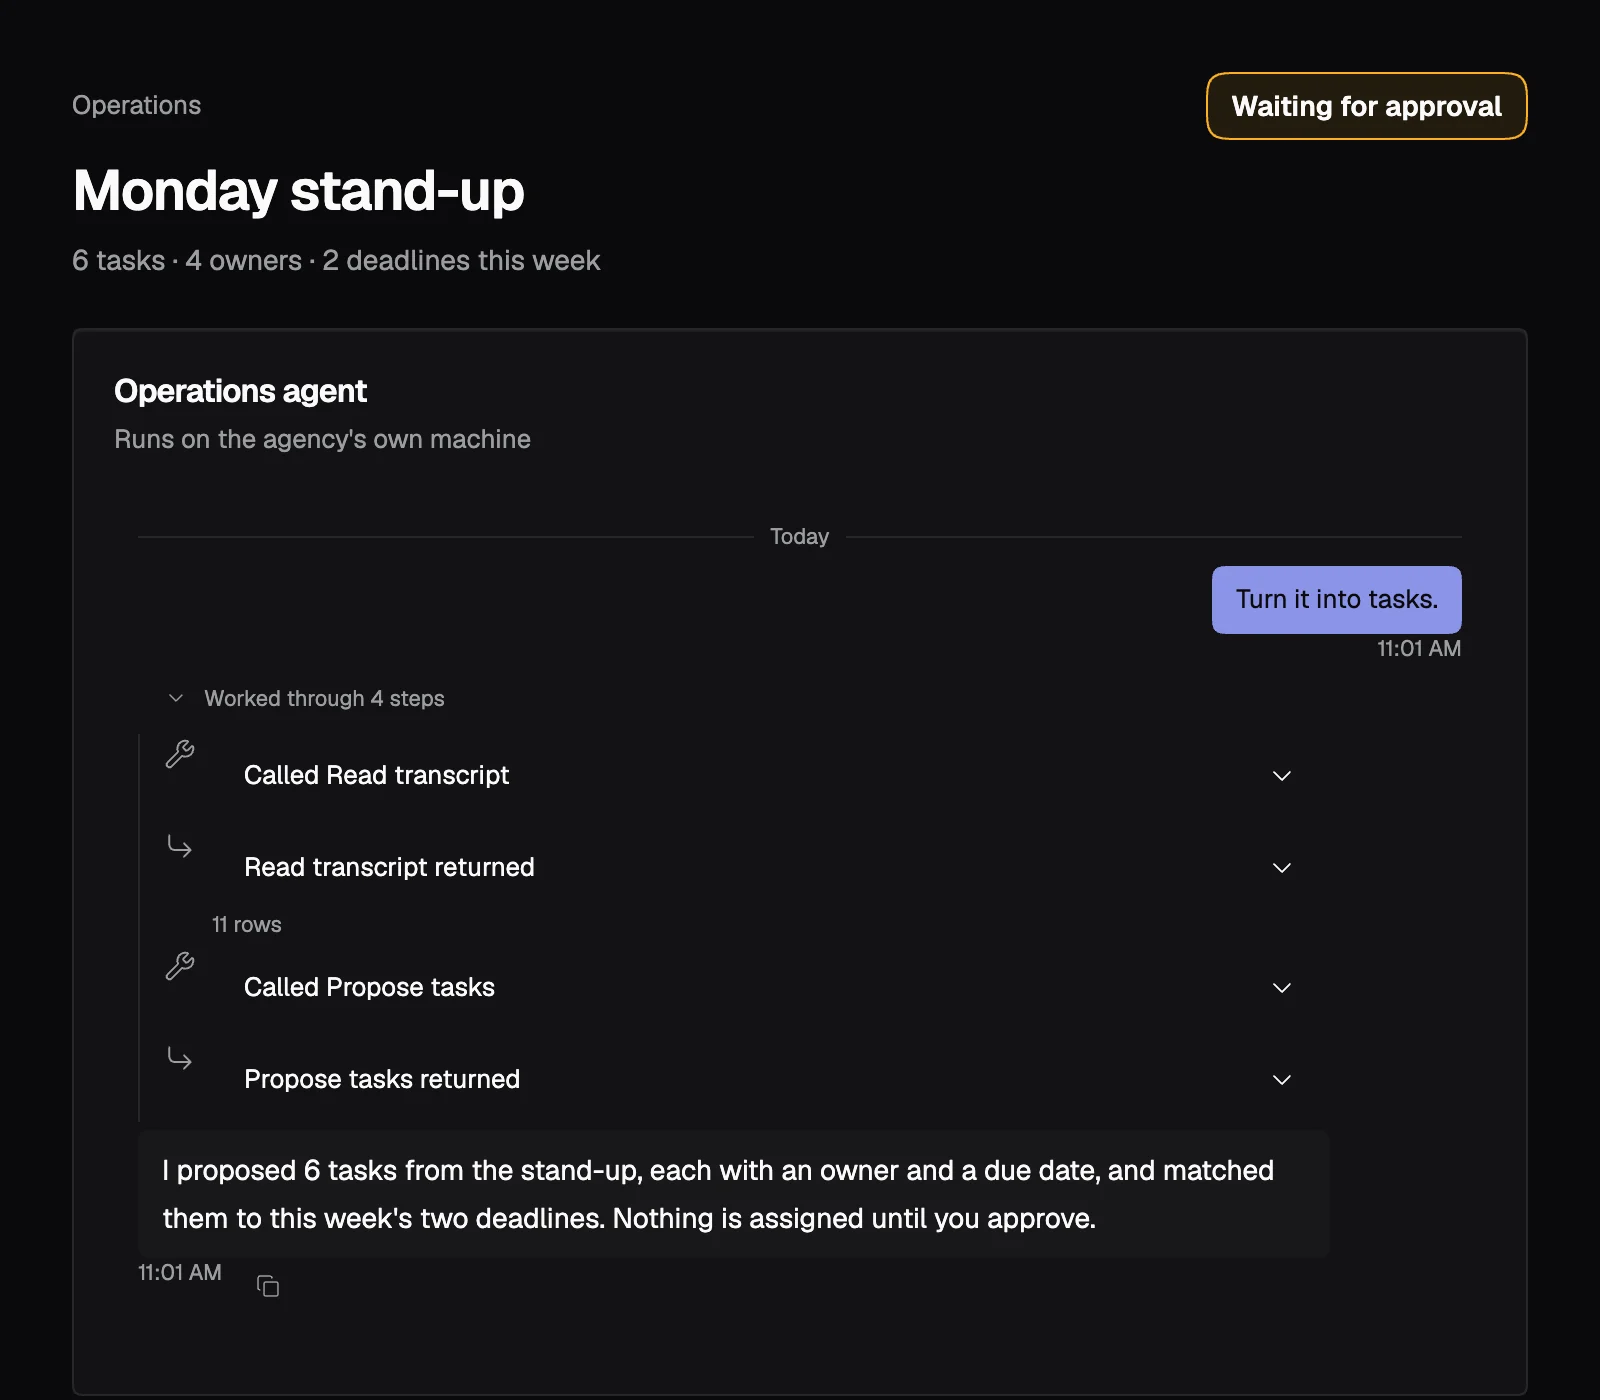 Operations
Waiting for approval
Monday stand-up
6 tasks · 4 owners · 2 deadlines this week
Operations agent
Runs on the agency's own machine
Today
Turn it into tasks.
11:01 AM
Worked through 4 steps
Called Read transcript
Read transcript returned
11 rows
Called Propose tasks
Propose tasks returned
I proposed 6 tasks from the stand-up, each with an owner and a due date, and matched
them to this week's two deadlines. Nothing is assigned until you approve.
11:01 AM